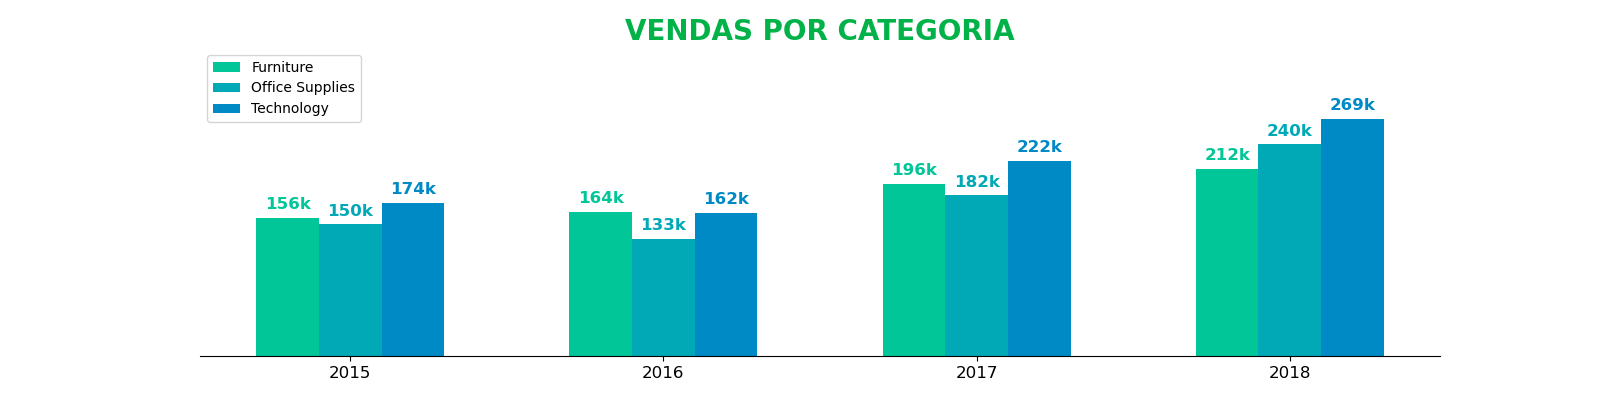 VENDAS POR CATEGORIA
Furniture
Office Supplies
Technology
156k 150k 174k
164k 133k 162k
196k 182k 222k
212k 240k 269k
2015 2016 2017 2018